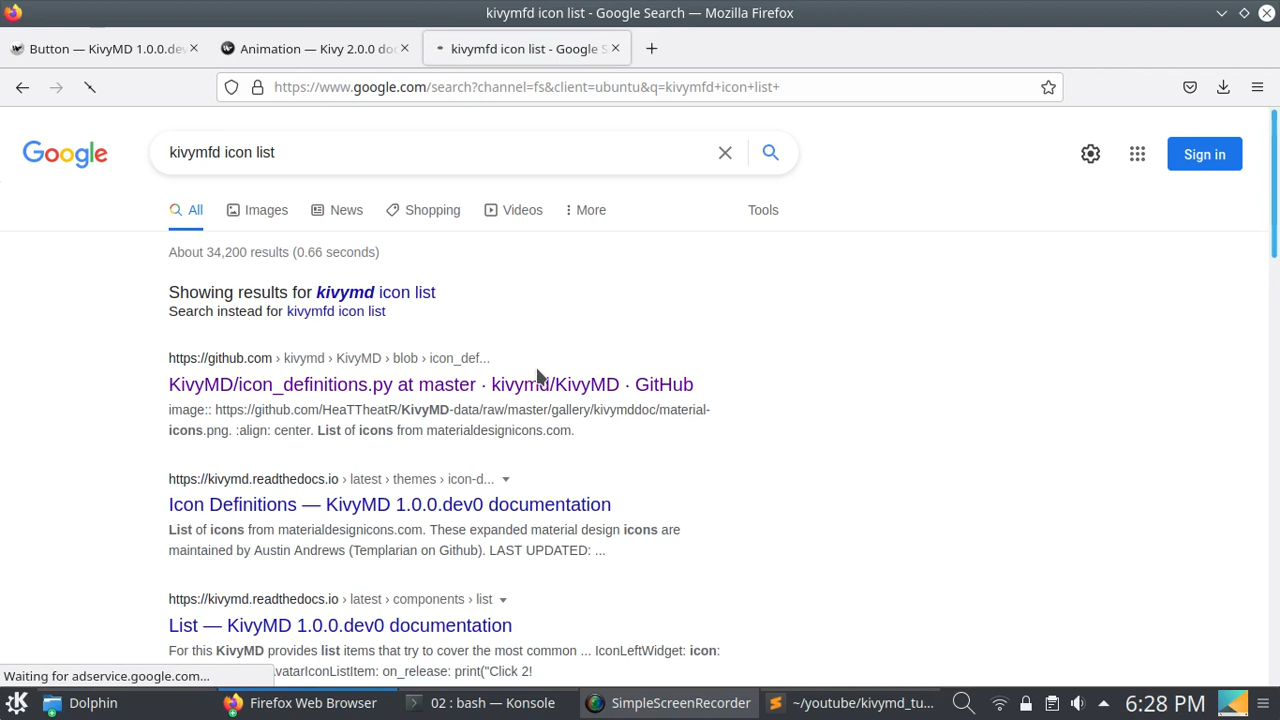 kivymfd icon list - Google Search — Mozilla Firefox
Button — KivyMD 1.0.0.dev
Animation — Kivy 2.0.0 do
kivymfd icon list - Google S
https://www.google.com/search?channel=fs&client=ubuntu&q=kivymfd+icon+list+
Google
kivymfd icon list
Sign in
All
Images
News
Shopping
Videos
More
Tools
About 34,200 results (0.66 seconds)
Showing results for kivymd icon list
Search instead for kivymfd icon list
https://github.com › kivymd › KivyMD › blob › icon_def...
KivyMD/icon_definitions.py at master · kivymd/KivyMD · GitHub
image:: https://github.com/HeaTTheatR/KivyMD-data/raw/master/gallery/kivymddoc/material-
icons.png. :align: center. List of icons from materialdesignicons.com.
https://kivymd.readthedocs.io › latest › themes › icon-d...
Icon Definitions — KivyMD 1.0.0.dev0 documentation
List of icons from materialdesignicons.com. These expanded material design icons are
maintained by Austin Andrews (Templarian on Github). LAST UPDATED: ...
https://kivymd.readthedocs.io › latest › components › list
List — KivyMD 1.0.0.dev0 documentation
For this KivyMD provides list items that try to cover the most common ... IconLeftWidget: icon:
vatarIconListItem: on_release: print("Click 2!
Waiting for adservice.google.com...
Dolphin
Firefox Web Browser
02 : bash — Konsole
SimpleScreenRecorder
~/youtube/kivymd_tu...
6:28 PM